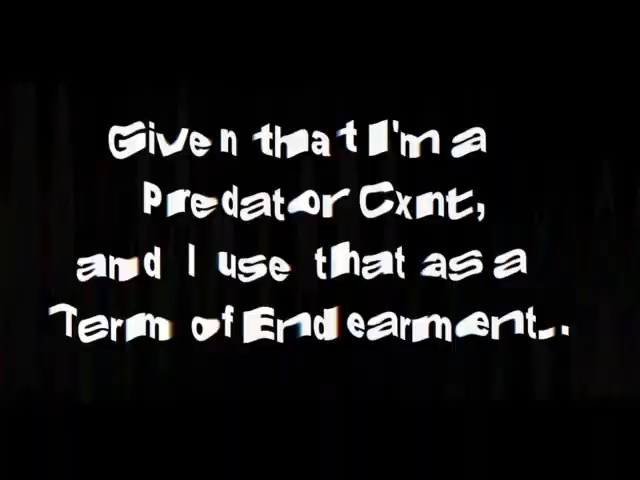 Given that I'm a
Predator Cxnt,
and I use that as a
Term of Endearment...